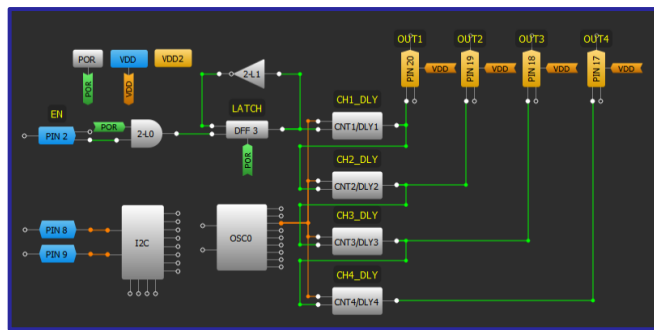 OUT1 OUT2 OUT3 OUT4
POR VDD VDD2
PIN 20 VDD PIN 19 VDD PIN 18 VDD PIN 17 VDD
2-L1
POR VDD
EN
LATCH
CH1_DLY
POR
PIN 2 2-L0 DFF 3 CNT1/DLY1
POR
CH2_DLY
CNT2/DLY2
CH3_DLY
PIN 8
I2C OSC0 CNT3/DLY3
PIN 9
CH4_DLY
CNT4/DLY4